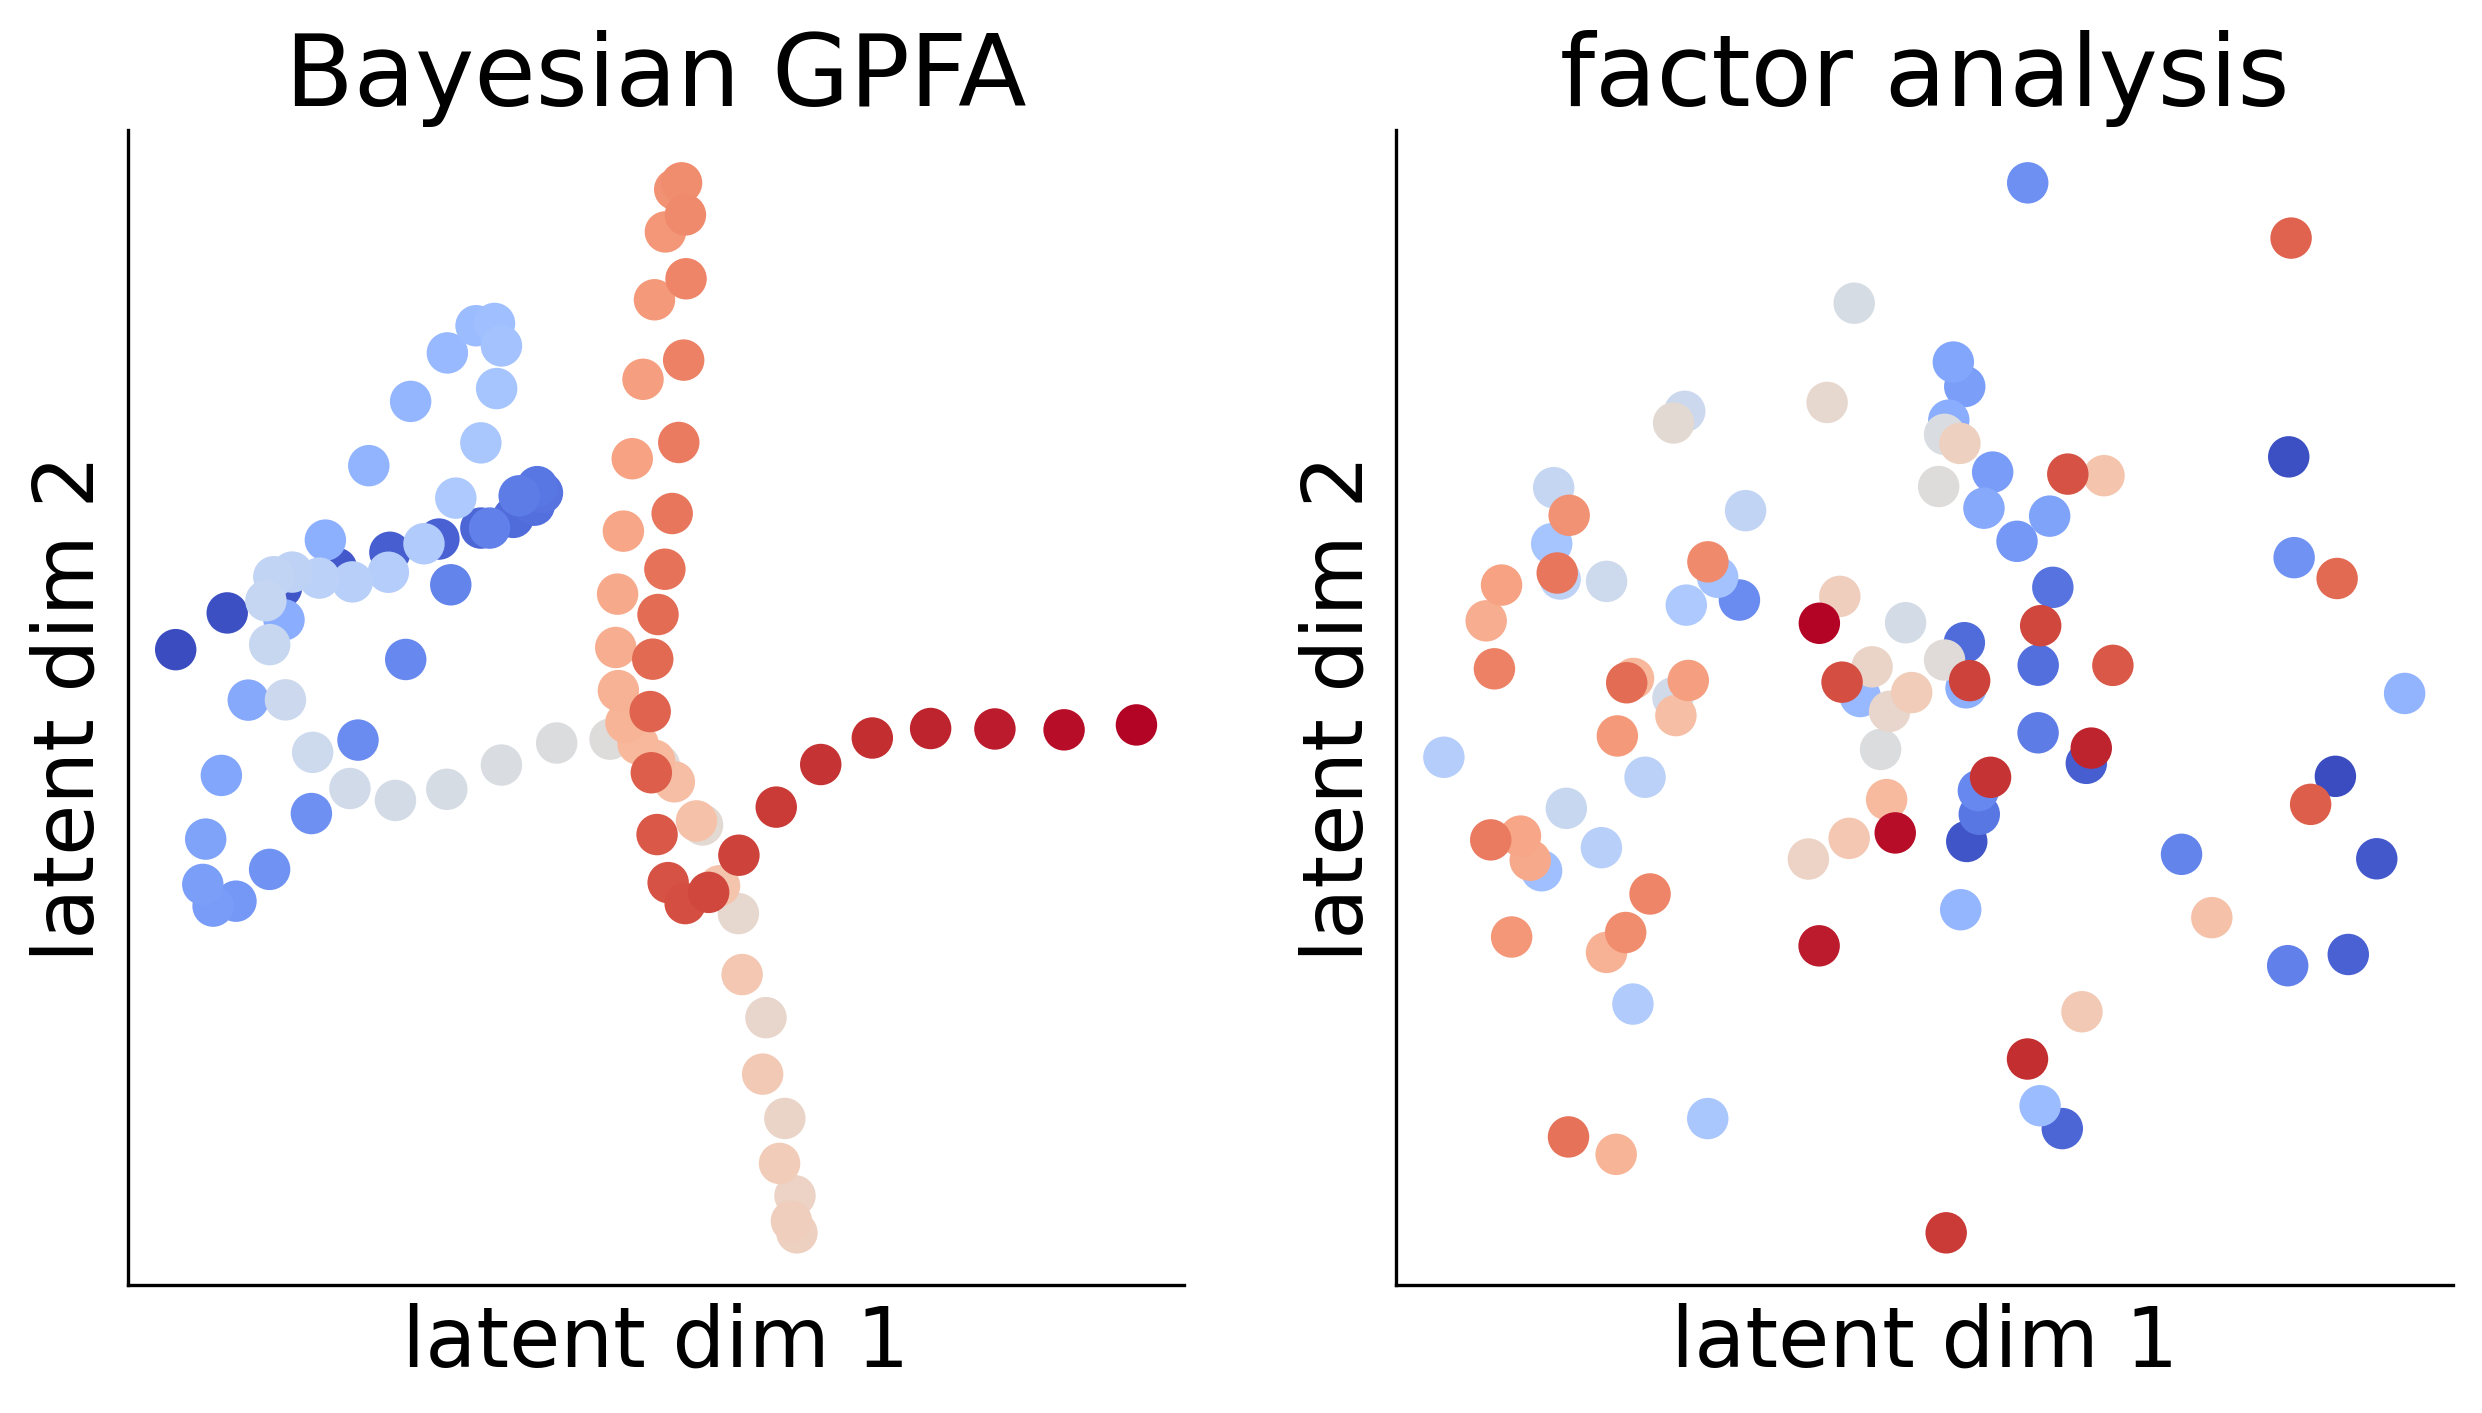 Bayesian GPFA
latent dim 2
latent dim 1
factor analysis
latent dim 2
latent dim 1